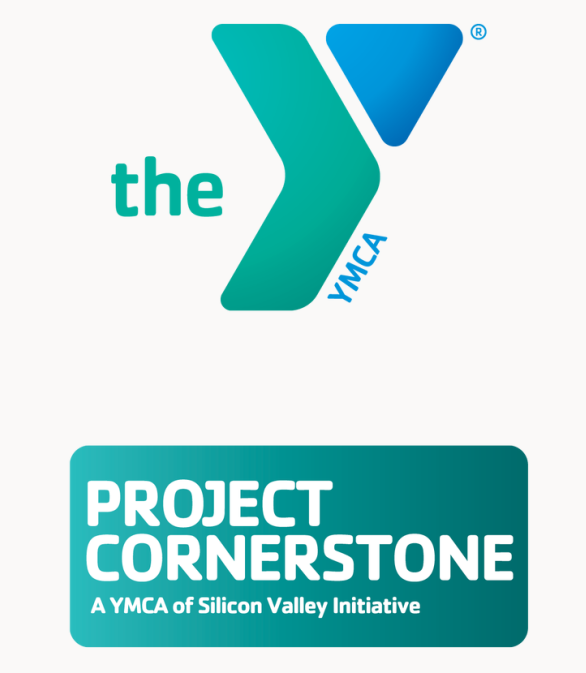 the
YMCA
®
PROJECT
CORNERSTONE
A YMCA of Silicon Valley Initiative